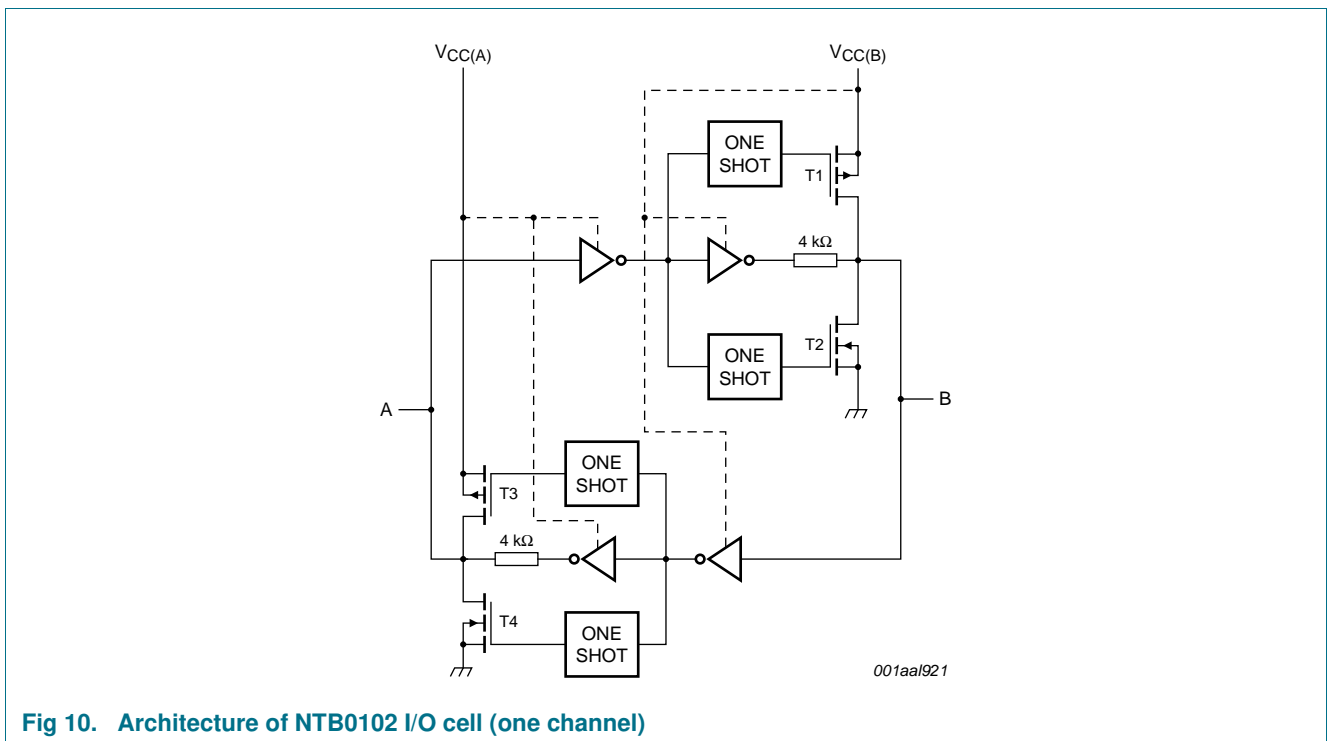 VCC(A)
VCC(B)
ONE
SHOT
T1
4 kΩ
ONE
SHOT
T2
A
B
ONE
SHOT
T3
4 kΩ
ONE
SHOT
T4
001aal921
Fig 10. Architecture of NTB0102 I/O cell (one channel)